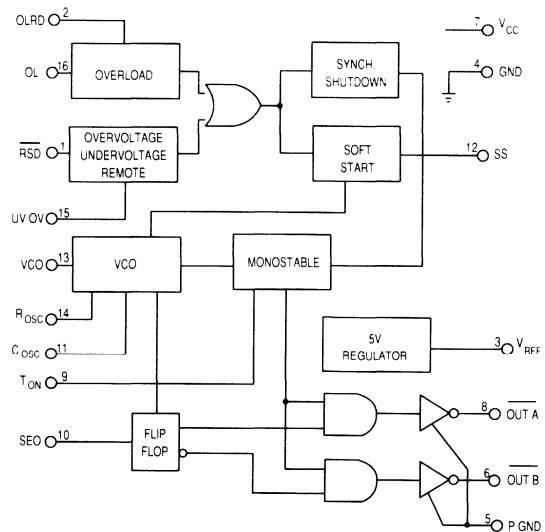 OLRD 2
OL 16
OVERLOAD
SYNCH.
SHUTDOWN
7 VCC
4 GND
RSD 1
OVERVOLTAGE
UNDERVOLTAGE
REMOTE
SOFT
START
12 SS
UV OV 15
VCO 13
VCO
MONOSTABLE
ROSC 14
COSC 11
TON 9
5V
REGULATOR
3 VREF
SEO 10
FLIP
FLOP
8 OUT A
6 OUT B
5 P GND